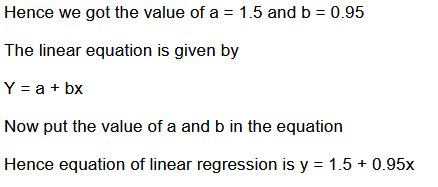 Hence we got the value of a = 1.5 and b = 0.95
The linear equation is given by
Y = a + bx
Now put the value of a and b in the equation
Hence equation of linear regression is y = 1.5 + 0.95x